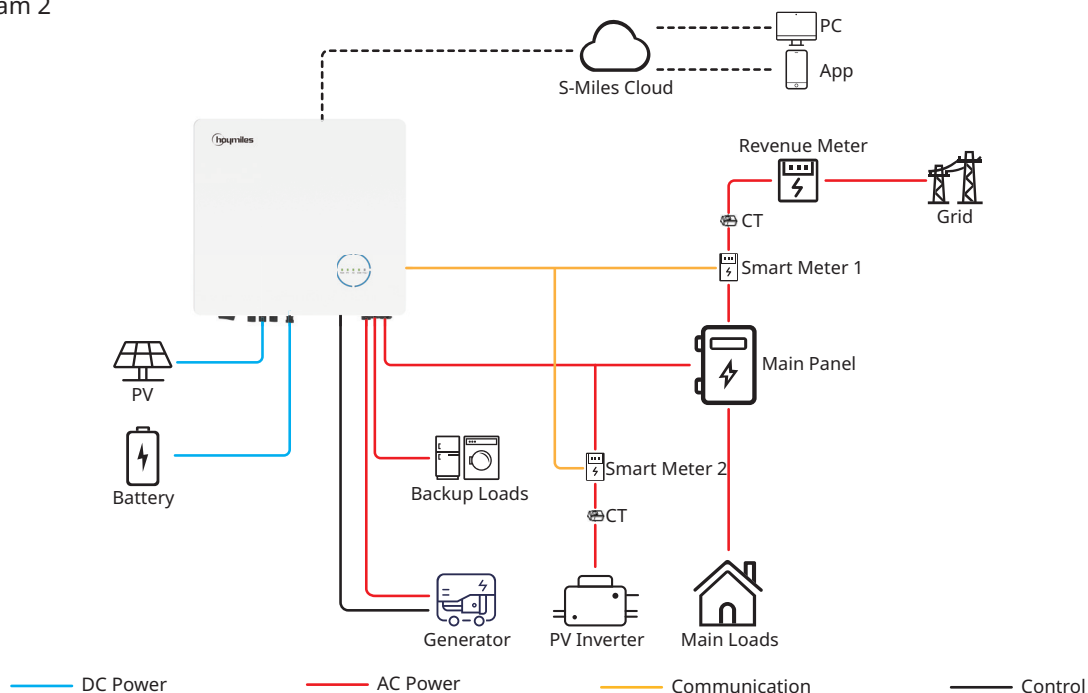 am 2
PC
App
S-Miles Cloud
hoymiles
Revenue Meter
Grid
CT
Smart Meter 1
Main Panel
PV
Battery
Backup Loads
Smart Meter 2
CT
Generator
PV Inverter
Main Loads
DC Power
AC Power
Communication
Control